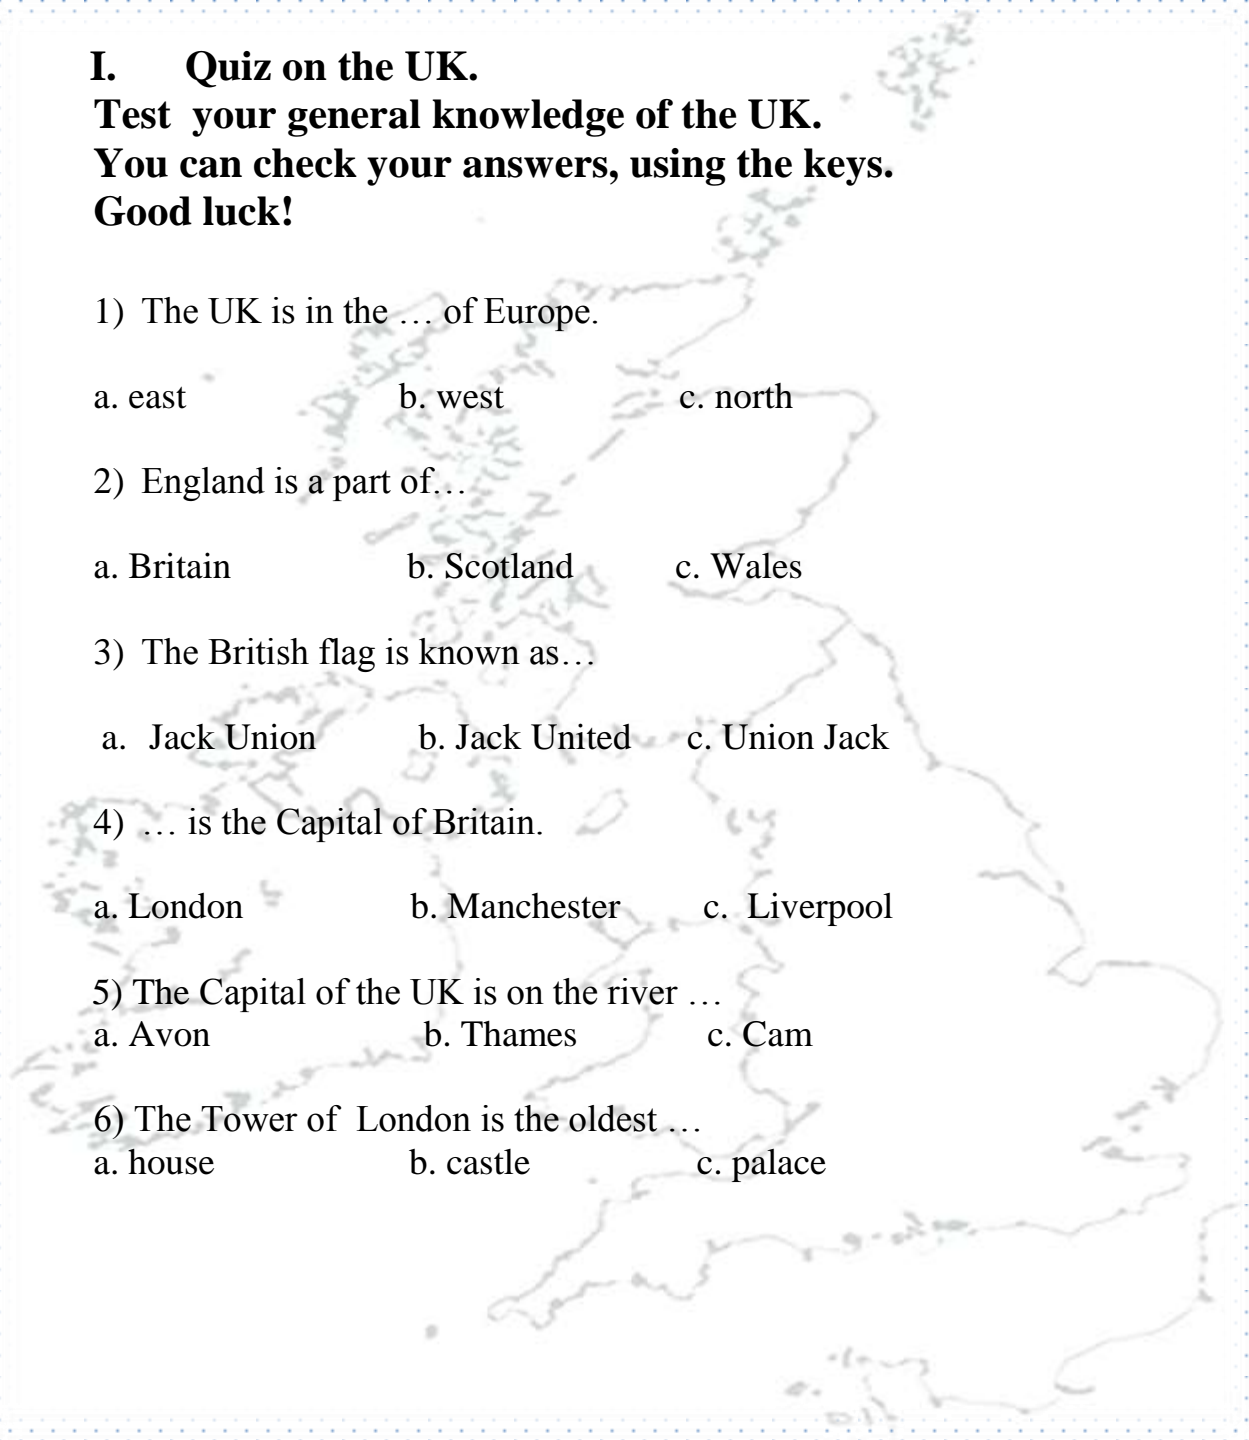 I. Quiz on the UK.
Test your general knowledge of the UK.
You can check your answers, using the keys.
Good luck!
1) The UK is in the … of Europe.
a. east b. west c. north
2) England is a part of…
a. Britain b. Scotland c. Wales
3) The British flag is known as…
a. Jack Union b. Jack United c. Union Jack
4) … is the Capital of Britain.
a. London b. Manchester c. Liverpool
5) The Capital of the UK is on the river …
a. Avon b. Thames c. Cam
6) The Tower of London is the oldest …
a. house b. castle c. palace